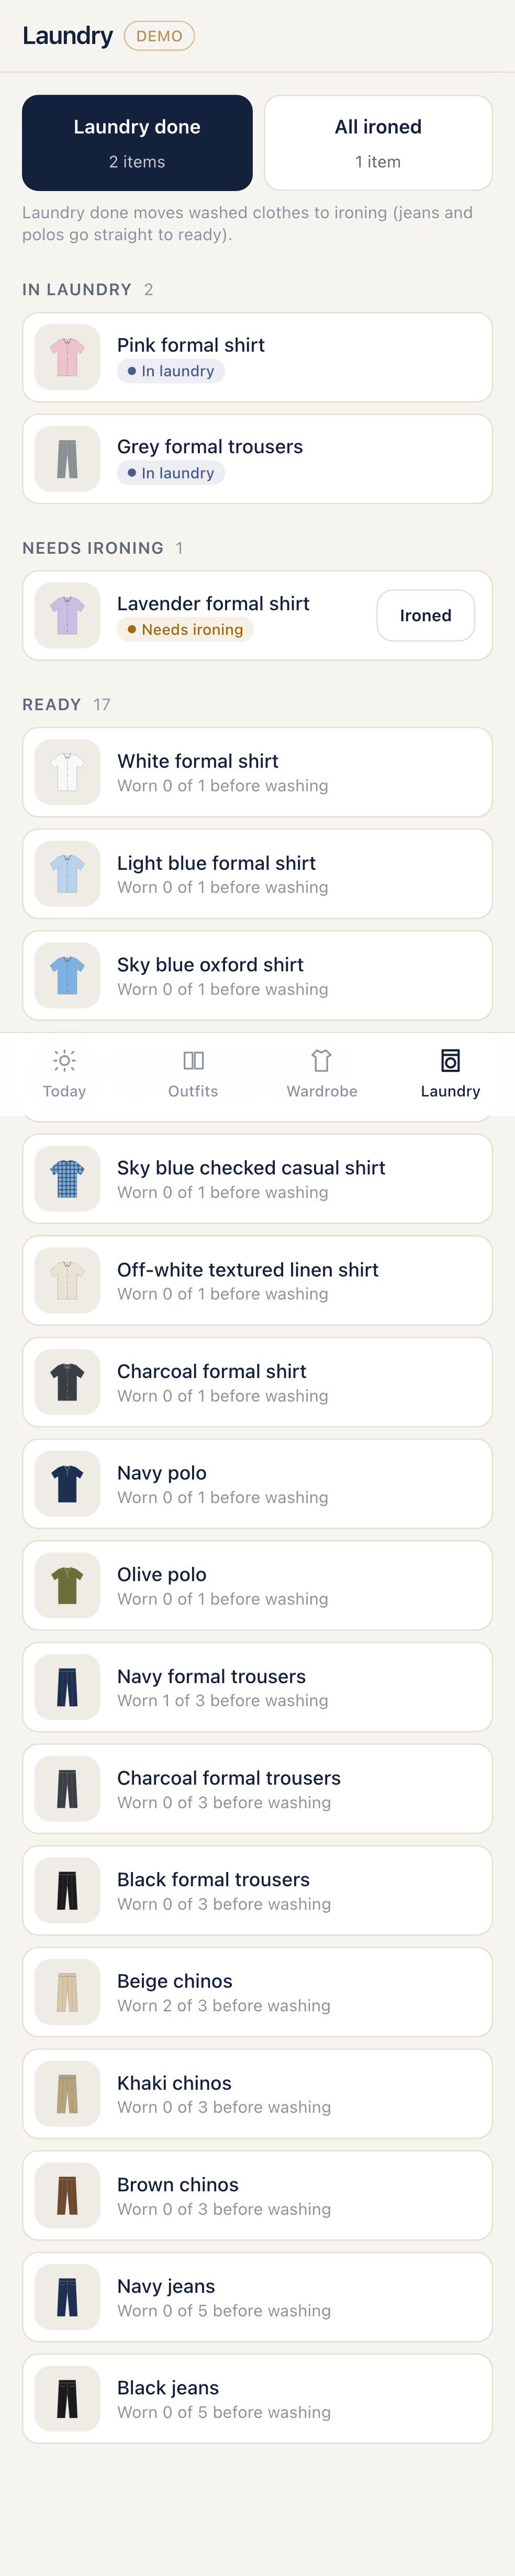 Laundry DEMO
Laundry done
2 items
All ironed
1 item
Laundry done moves washed clothes to ironing (jeans and
polos go straight to ready).
IN LAUNDRY 2
Pink formal shirt
In laundry
Grey formal trousers
In laundry
NEEDS IRONING 1
Lavender formal shirt
Needs ironing
Ironed
READY 17
White formal shirt
Worn 0 of 1 before washing
Light blue formal shirt
Worn 0 of 1 before washing
Sky blue oxford shirt
Worn 0 of 1 before washing
Today
Outfits
Wardrobe
Laundry
Sky blue checked casual shirt
Worn 0 of 1 before washing
Off-white textured linen shirt
Worn 0 of 1 before washing
Charcoal formal shirt
Worn 0 of 1 before washing
Navy polo
Worn 0 of 1 before washing
Olive polo
Worn 0 of 1 before washing
Navy formal trousers
Worn 1 of 3 before washing
Charcoal formal trousers
Worn 0 of 3 before washing
Black formal trousers
Worn 0 of 3 before washing
Beige chinos
Worn 2 of 3 before washing
Khaki chinos
Worn 0 of 3 before washing
Brown chinos
Worn 0 of 3 before washing
Navy jeans
Worn 0 of 5 before washing
Black jeans
Worn 0 of 5 before washing